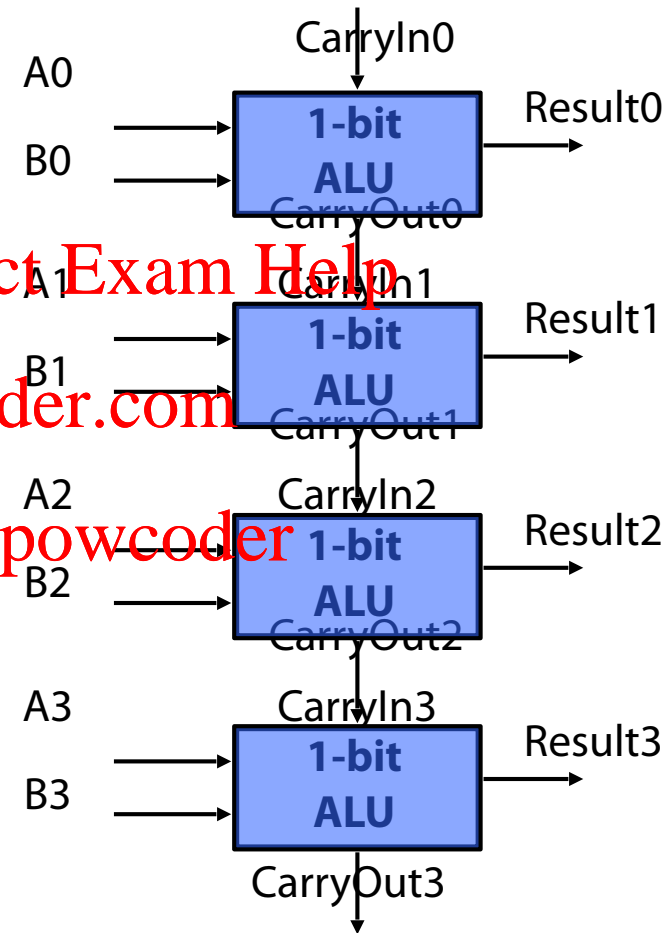 CarryIn0
A0
Result0
1-bit
B0
ALU
CarryOut0
ct Exam Help
A1
CarryIn1
Result1
1-bit
B1
ALU
der.com
CarryOut1
A2
CarryIn2
Result2
powcoder
1-bit
B2
ALU
CarryOut2
A3
CarryIn3
Result3
1-bit
B3
ALU
CarryOut3